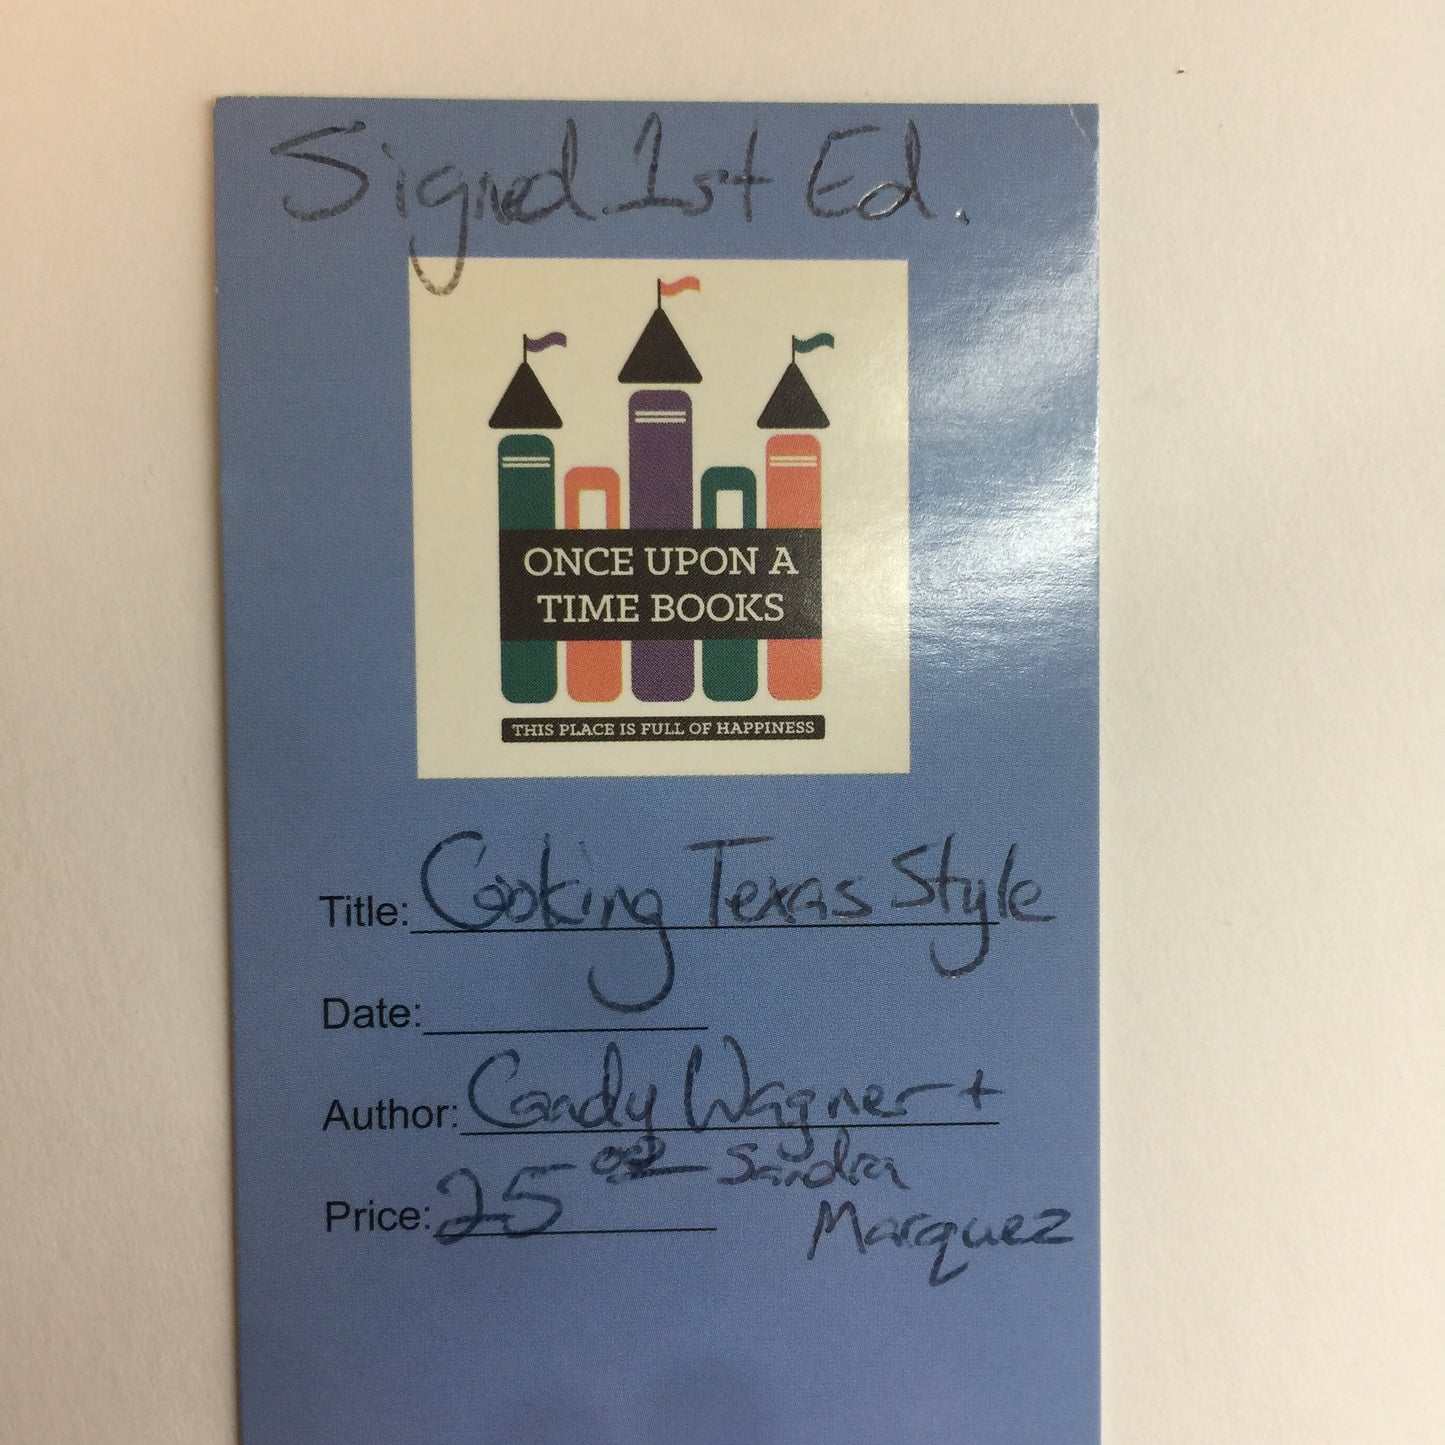 Signed 1st Ed.
ONCE UPON A
TIME BOOKS
THIS PLACE IS FULL OF HAPPINESS
Title: Cooking Texas Style
Date:
Author: Candy Wagner +
Sandra
Marquez
Price: 25 00